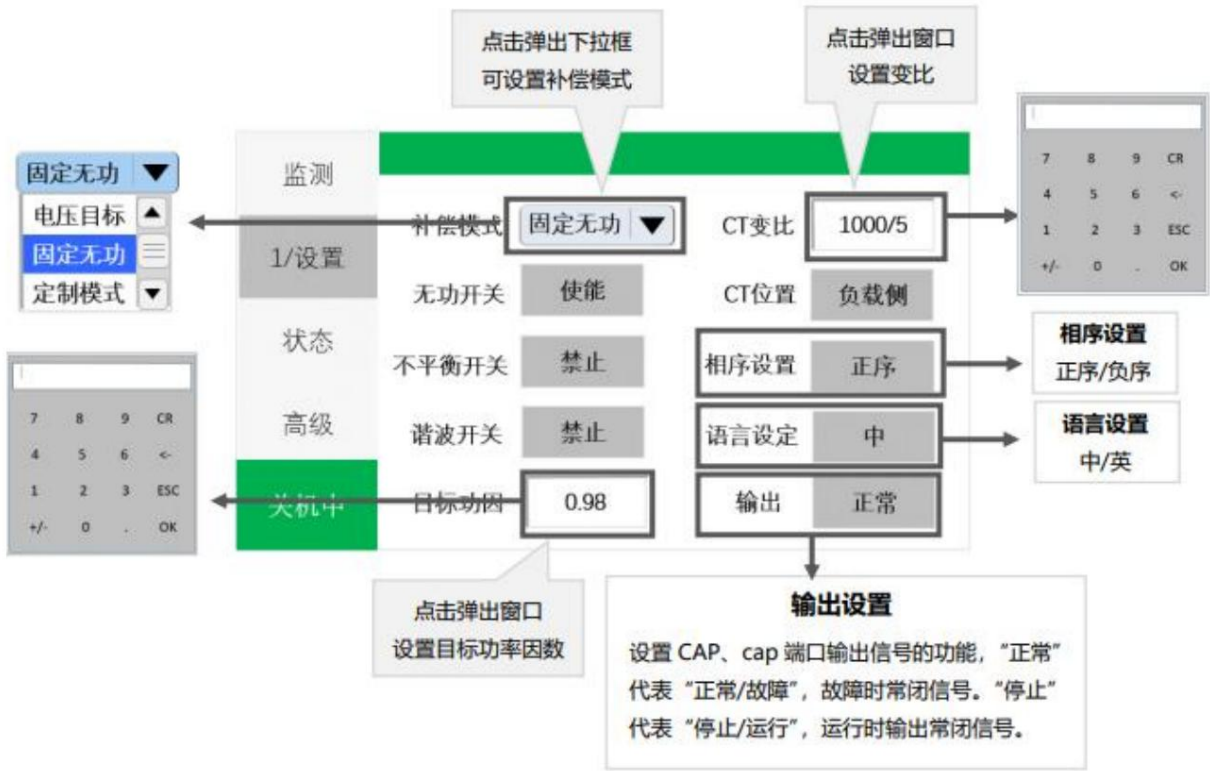 点击弹出下拉框
可设置补偿模式
点击弹出窗口
设置变比
固定无功
电压目标
固定无功
定制模式
7 8 9 CR
4 5 6 <-
1 2 3 ESC
+/- 0 . OK
监测
1/设置
状态
高级
关机中
补偿模式 固定无功
无功开关 使能
不平衡开关 禁止
谐波开关 禁止
目标功因 0.98
CT变比 1000/5
CT位置 负载侧
相序设置 正序
语言设定 中
输出 正常
7 8 9 CR
4 5 6 <-
1 2 3 ESC
+/- 0 . OK
相序设置
正序/负序
语言设置
中/英
点击弹出窗口
设置目标功率因数
输出设置
设置 CAP、cap 端口输出信号的功能，“正常”
代表“正常/故障”，故障时常闭信号。“停止”
代表“停止/运行”，运行时输出常闭信号。